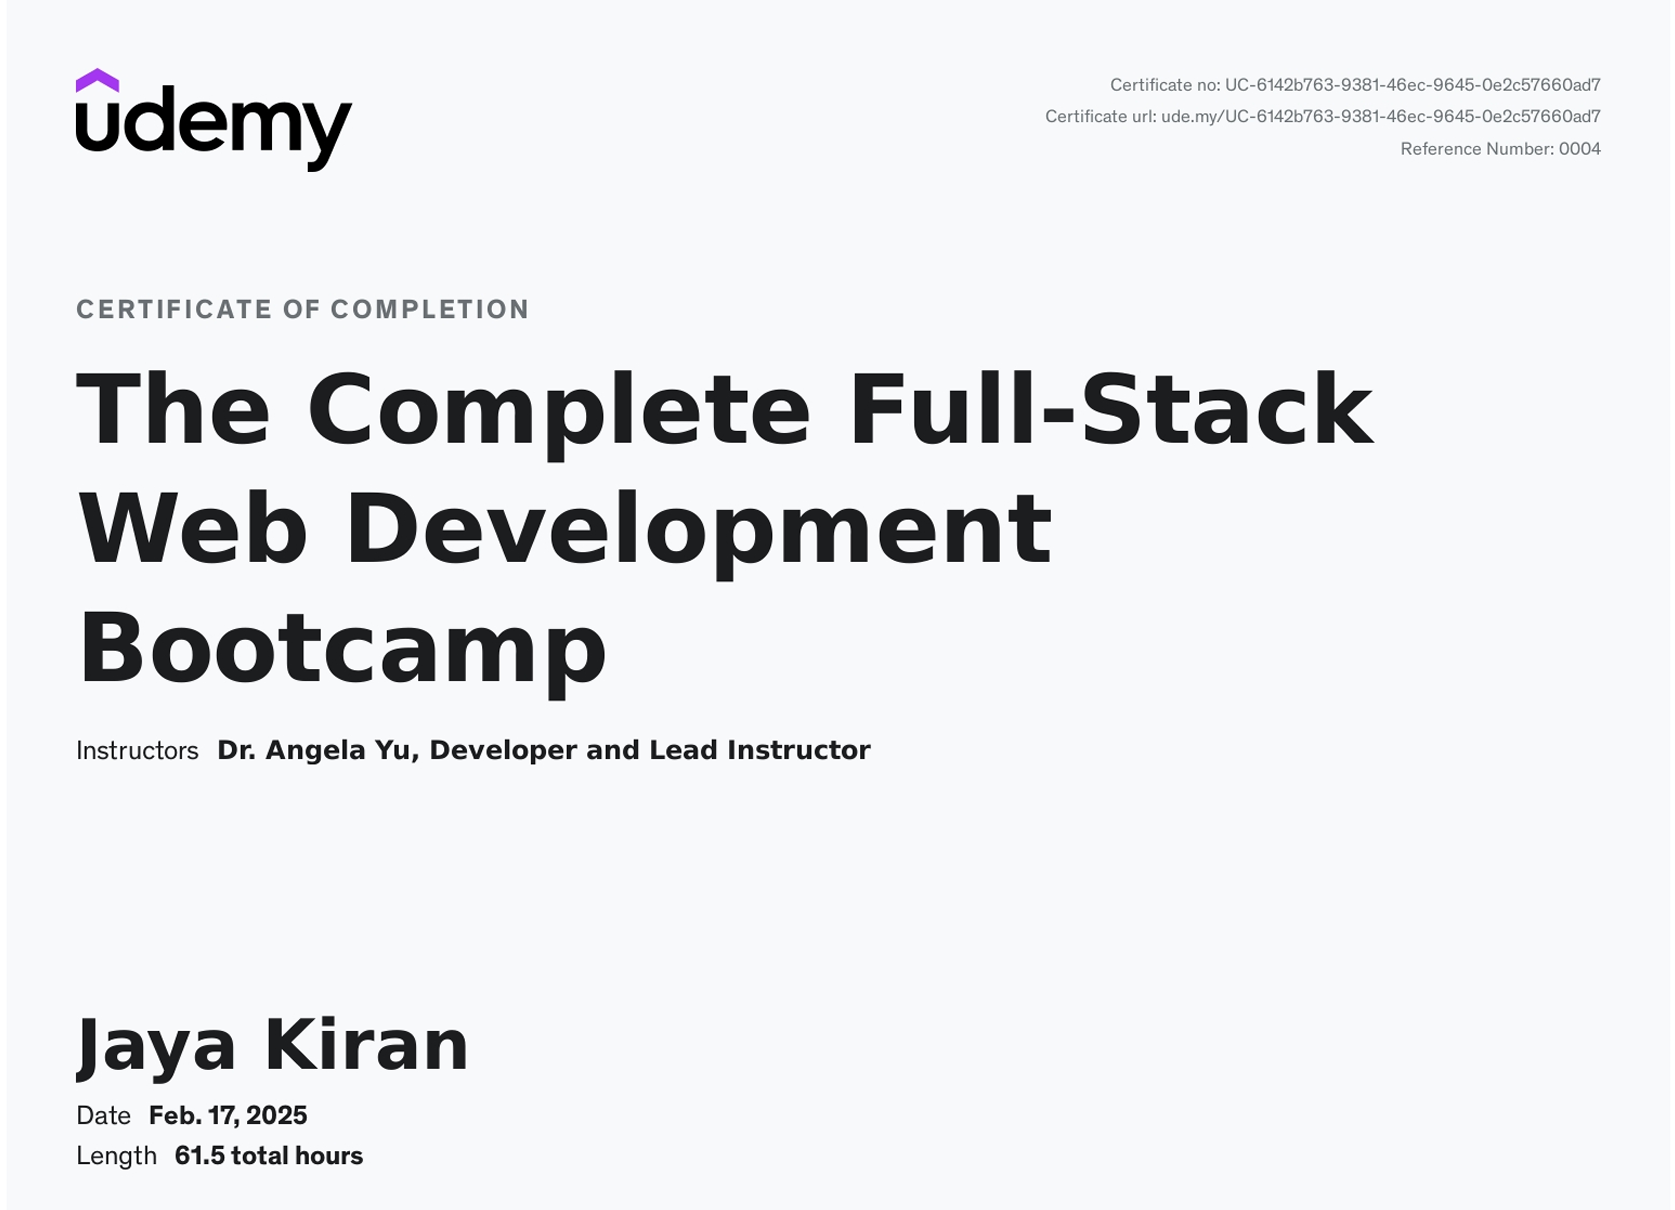 udemy
Certificate no: UC-6142b763-9381-46ec-9645-0e2c57660ad7
Certificate url: ude.my/UC-6142b763-9381-46ec-9645-0e2c57660ad7
Reference Number: 0004
CERTIFICATE OF COMPLETION
The Complete Full-Stack
Web Development
Bootcamp
Instructors Dr. Angela Yu, Developer and Lead Instructor
Jaya Kiran
Date Feb. 17, 2025
Length 61.5 total hours